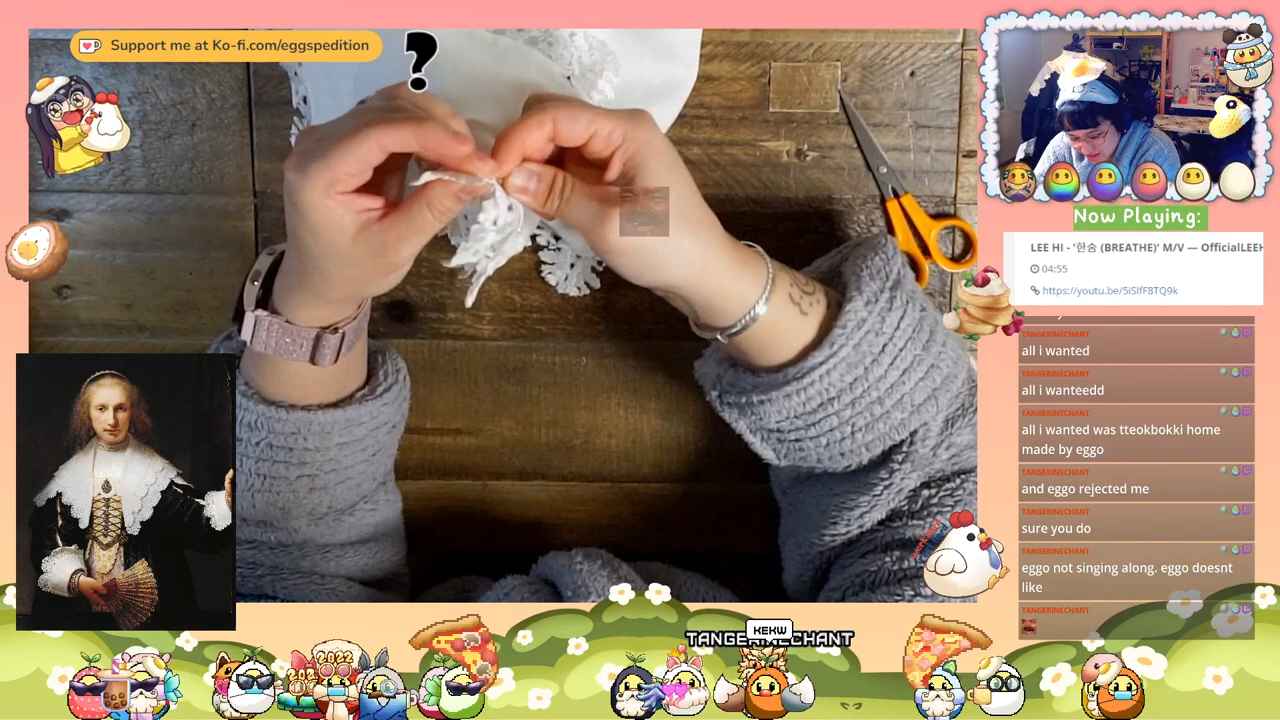 Support me at Ko-fi.com/eggspedition
?
Now Playing:
LEE HI - '한숨 (BREATHE)' M/V — OfficialLEEH
04:55
https://youtu.be/5iSlfF8TQ9k
TANGERINECHANT
all i wanted
TANGERINECHANT
all i wanteedd
TANGERINECHANT
all i wanted was tteokbokki home
made by eggo
TANGERINECHANT
and eggo rejected me
TANGERINECHANT
sure you do
TANGERINECHANT
eggo not singing along. eggo doesnt
like
TANGERINECHANT
KEKW
TANGERINECHANT
2022